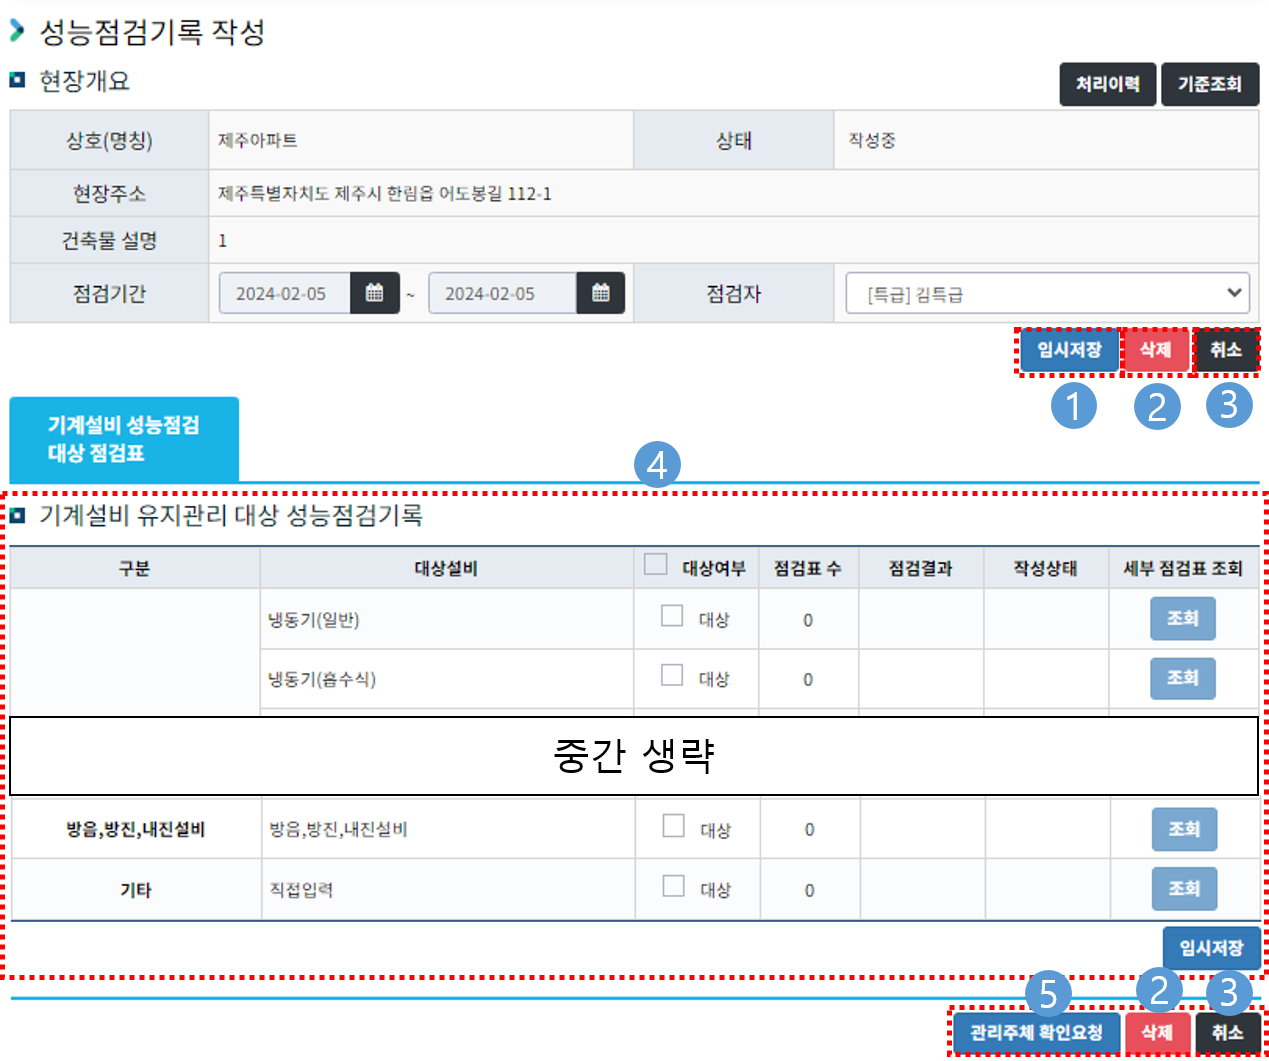 성능점검기록 작성
현장개요
처리이력 기준조회
상호(명칭) 제주아파트 상태 작성중
현장주소 제주특별자치도 제주시 한림읍 어도봉길 112-1
건축물 설명 1
점검기간 2024-02-05 ~ 2024-02-05 점검자 [특급] 김특급
임시저장 삭제 취소
1 2 3
기계설비 성능점검
대상 점검표
4
기계설비 유지관리 대상 성능점검기록
구분 대상설비 대상여부 점검표 수 점검결과 작성상태 세부 점검표 조회
냉동기(일반) 대상 0 조회
냉동기(흡수식) 대상 0 조회
중간 생략
방음,방진,내진설비 방음,방진,내진설비 대상 0 조회
기타 직접입력 대상 0 조회
임시저장
5 2 3
관리주체 확인요청 삭제 취소